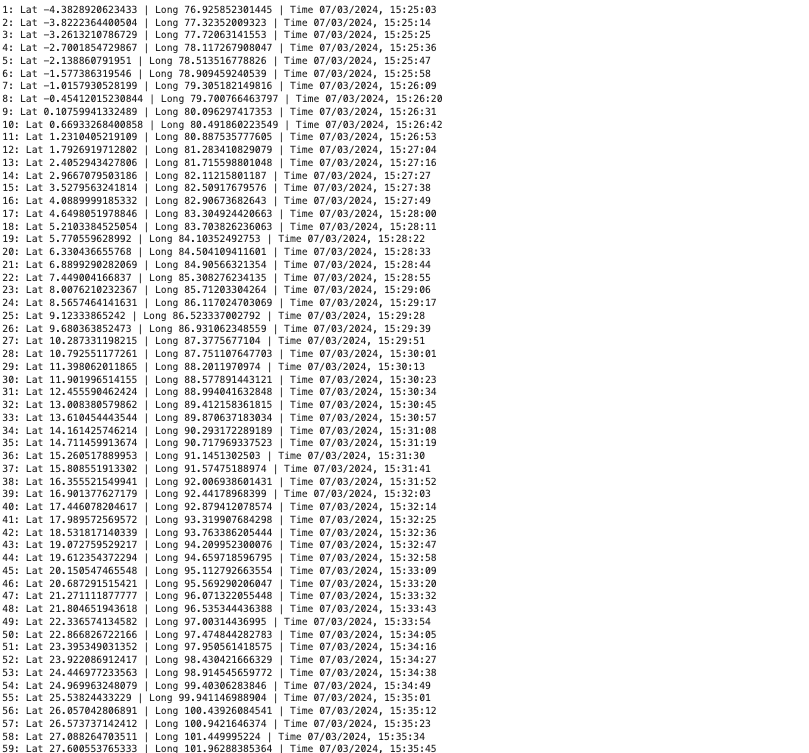 1: Lat -4.3828920623433 | Long 76.925852301445 | Time 07/03/2024, 15:25:03
2: Lat -3.8222364400504 | Long 77.32352009323 | Time 07/03/2024, 15:25:14
3: Lat -3.2613210786729 | Long 77.72063141553 | Time 07/03/2024, 15:25:25
4: Lat -2.7001854729867 | Long 78.117267908047 | Time 07/03/2024, 15:25:36
5: Lat -2.138860791951 | Long 78.513516778826 | Time 07/03/2024, 15:25:47
6: Lat -1.577386319546 | Long 78.909459240539 | Time 07/03/2024, 15:25:58
7: Lat -1.0157930528199 | Long 79.305182149816 | Time 07/03/2024, 15:26:09
8: Lat -0.45412015230844 | Long 79.700766463797 | Time 07/03/2024, 15:26:20
9: Lat 0.10759941332489 | Long 80.096297417353 | Time 07/03/2024, 15:26:31
10: Lat 0.66933268400858 | Long 80.491860223549 | Time 07/03/2024, 15:26:42
11: Lat 1.2310405219109 | Long 80.887535777605 | Time 07/03/2024, 15:26:53
12: Lat 1.7926919712802 | Long 81.283410829079 | Time 07/03/2024, 15:27:04
13: Lat 2.4052943427806 | Long 81.715598801048 | Time 07/03/2024, 15:27:16
14: Lat 2.9667079503186 | Long 82.11215801187 | Time 07/03/2024, 15:27:27
15: Lat 3.5279563241814 | Long 82.50917679576 | Time 07/03/2024, 15:27:38
16: Lat 4.0889999185332 | Long 82.90673682643 | Time 07/03/2024, 15:27:49
17: Lat 4.6498051978846 | Long 83.304924420663 | Time 07/03/2024, 15:28:00
18: Lat 5.2103384525054 | Long 83.703826236063 | Time 07/03/2024, 15:28:11
19: Lat 5.770559628992 | Long 84.10352492753 | Time 07/03/2024, 15:28:22
20: Lat 6.330436655768 | Long 84.504109411601 | Time 07/03/2024, 15:28:33
21: Lat 6.8899290282069 | Long 84.90566321354 | Time 07/03/2024, 15:28:44
22: Lat 7.449004166837 | Long 85.308276234135 | Time 07/03/2024, 15:28:55
23: Lat 8.0076210232367 | Long 85.71203304264 | Time 07/03/2024, 15:29:06
24: Lat 8.5657464141631 | Long 86.117024703069 | Time 07/03/2024, 15:29:17
25: Lat 9.12333865242 | Long 86.523337002792 | Time 07/03/2024, 15:29:28
26: Lat 9.680363852473 | Long 86.931062348559 | Time 07/03/2024, 15:29:39
27: Lat 10.287331198215 | Long 87.3775677104 | Time 07/03/2024, 15:29:51
28: Lat 10.792551177261 | Long 87.751107647703 | Time 07/03/2024, 15:30:01
29: Lat 11.398062011865 | Long 88.2011970974 | Time 07/03/2024, 15:30:13
30: Lat 11.901996514155 | Long 88.577891443121 | Time 07/03/2024, 15:30:23
31: Lat 12.455590462424 | Long 88.994041632848 | Time 07/03/2024, 15:30:34
32: Lat 13.008380579862 | Long 89.412158361815 | Time 07/03/2024, 15:30:45
33: Lat 13.610454443544 | Long 89.870637183034 | Time 07/03/2024, 15:30:57
34: Lat 14.161425746214 | Long 90.293172289189 | Time 07/03/2024, 15:31:08
35: Lat 14.711459913674 | Long 90.717969337523 | Time 07/03/2024, 15:31:19
36: Lat 15.260517889953 | Long 91.1451302503 | Time 07/03/2024, 15:31:30
37: Lat 15.808551913302 | Long 91.57475188974 | Time 07/03/2024, 15:31:41
38: Lat 16.355521549941 | Long 92.006938601431 | Time 07/03/2024, 15:31:52
39: Lat 16.901377627179 | Long 92.44178968399 | Time 07/03/2024, 15:32:03
40: Lat 17.446078204617 | Long 92.879412078574 | Time 07/03/2024, 15:32:14
41: Lat 17.989572569572 | Long 93.319907684298 | Time 07/03/2024, 15:32:25
42: Lat 18.531817140339 | Long 93.763386205444 | Time 07/03/2024, 15:32:36
43: Lat 19.072759529217 | Long 94.209952300076 | Time 07/03/2024, 15:32:47
44: Lat 19.612354372294 | Long 94.659718596795 | Time 07/03/2024, 15:32:58
45: Lat 20.150547465548 | Long 95.112792663554 | Time 07/03/2024, 15:33:09
46: Lat 20.687291515421 | Long 95.569290206047 | Time 07/03/2024, 15:33:20
47: Lat 21.271111877777 | Long 96.071322055448 | Time 07/03/2024, 15:33:32
48: Lat 21.804651943618 | Long 96.535344436388 | Time 07/03/2024, 15:33:43
49: Lat 22.336574134582 | Long 97.00314436995 | Time 07/03/2024, 15:33:54
50: Lat 22.866826722166 | Long 97.474844282783 | Time 07/03/2024, 15:34:05
51: Lat 23.395349031352 | Long 97.950561418575 | Time 07/03/2024, 15:34:16
52: Lat 23.922086912417 | Long 98.430421666329 | Time 07/03/2024, 15:34:27
53: Lat 24.446977233563 | Long 98.914545659772 | Time 07/03/2024, 15:34:38
54: Lat 24.969963248079 | Long 99.40306283846 | Time 07/03/2024, 15:34:49
55: Lat 25.53824433229 | Long 99.941146988904 | Time 07/03/2024, 15:35:01
56: Lat 26.057042806891 | Long 100.43926084541 | Time 07/03/2024, 15:35:12
57: Lat 26.573737142412 | Long 100.9421646374 | Time 07/03/2024, 15:35:23
58: Lat 27.088264703511 | Long 101.449995224 | Time 07/03/2024, 15:35:34
59: Lat 27.600553765333 | Long 101.96288385364 | Time 07/03/2024, 15:35:45